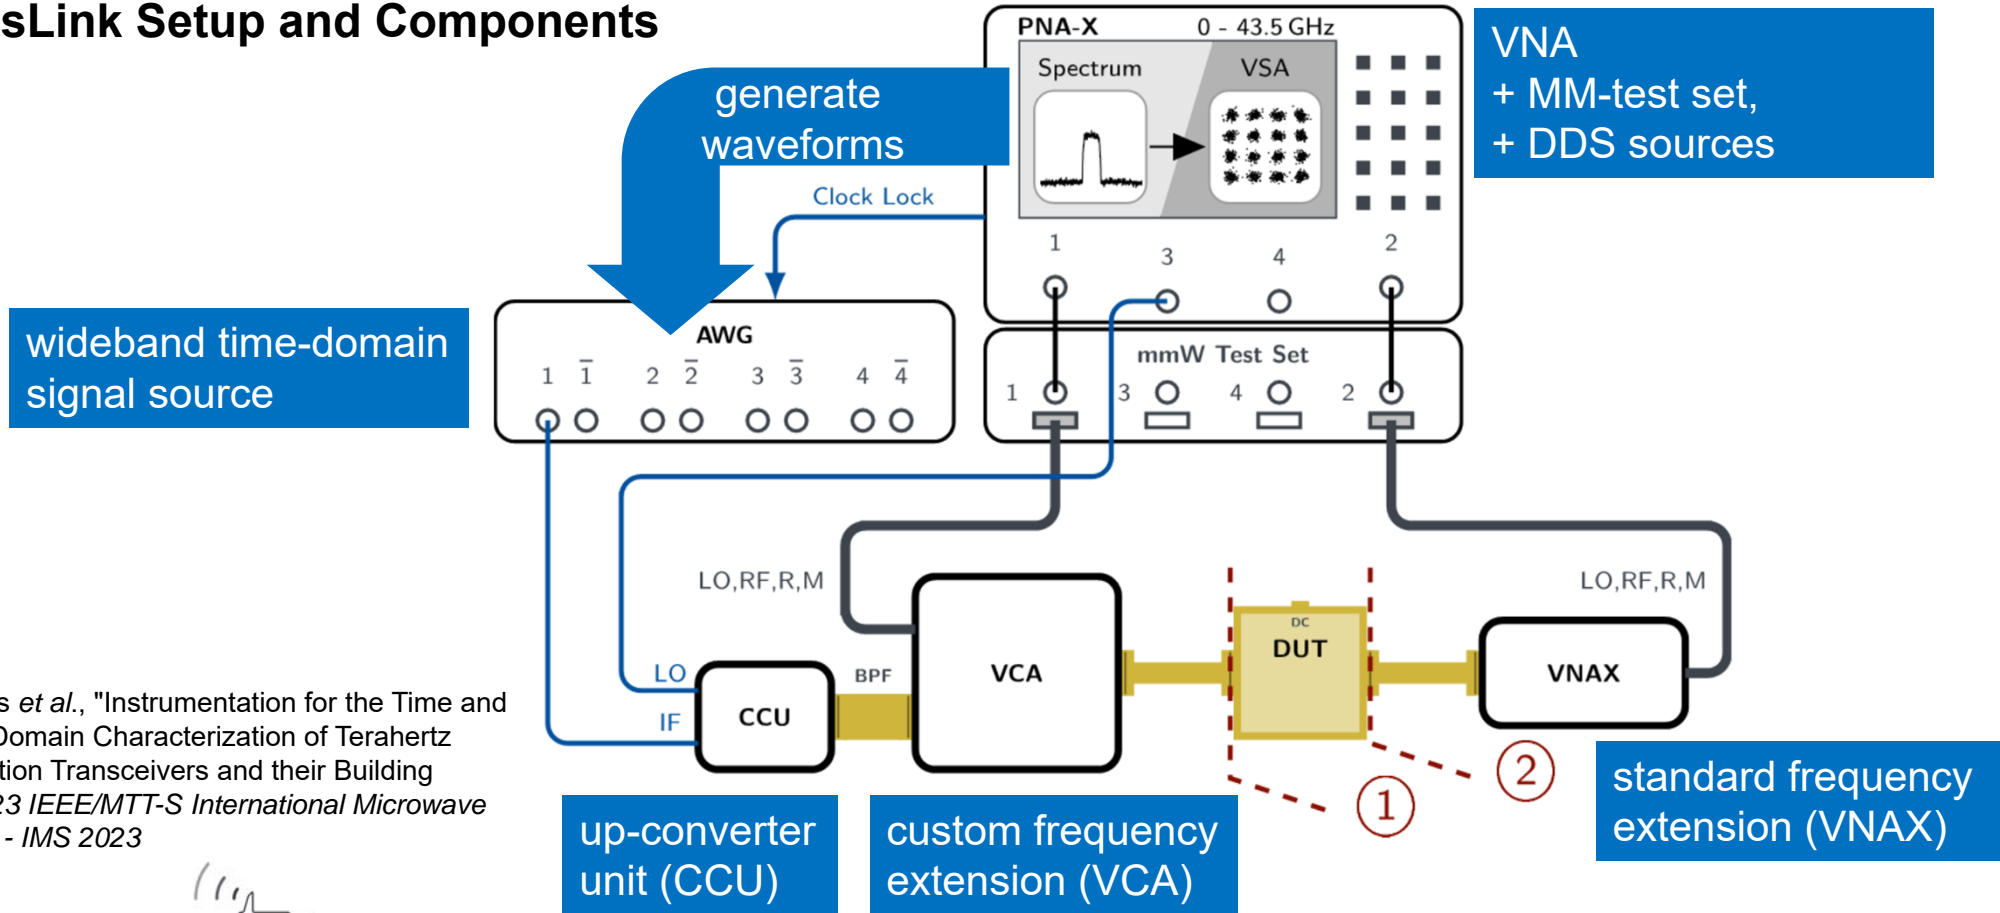 sLink Setup and Components
PNA-X 0 - 43.5 GHz
Spectrum VSA
VNA
+ MM-test set,
+ DDS sources
generate
waveforms
Clock Lock
1 3 4 2
wideband time-domain
signal source
AWG
1 1̅ 2 2̅ 3 3̅ 4 4̅
mmW Test Set
1 3 4 2
LO,RF,R,M
LO,RF,R,M
LO
IF
CCU
BPF
VCA
DC
DUT
VNAX
1
2
s et al., "Instrumentation for the Time and
Domain Characterization of Terahertz
tion Transceivers and their Building
23 IEEE/MTT-S International Microwave
- IMS 2023
up-converter
unit (CCU)
custom frequency
extension (VCA)
standard frequency
extension (VNAX)